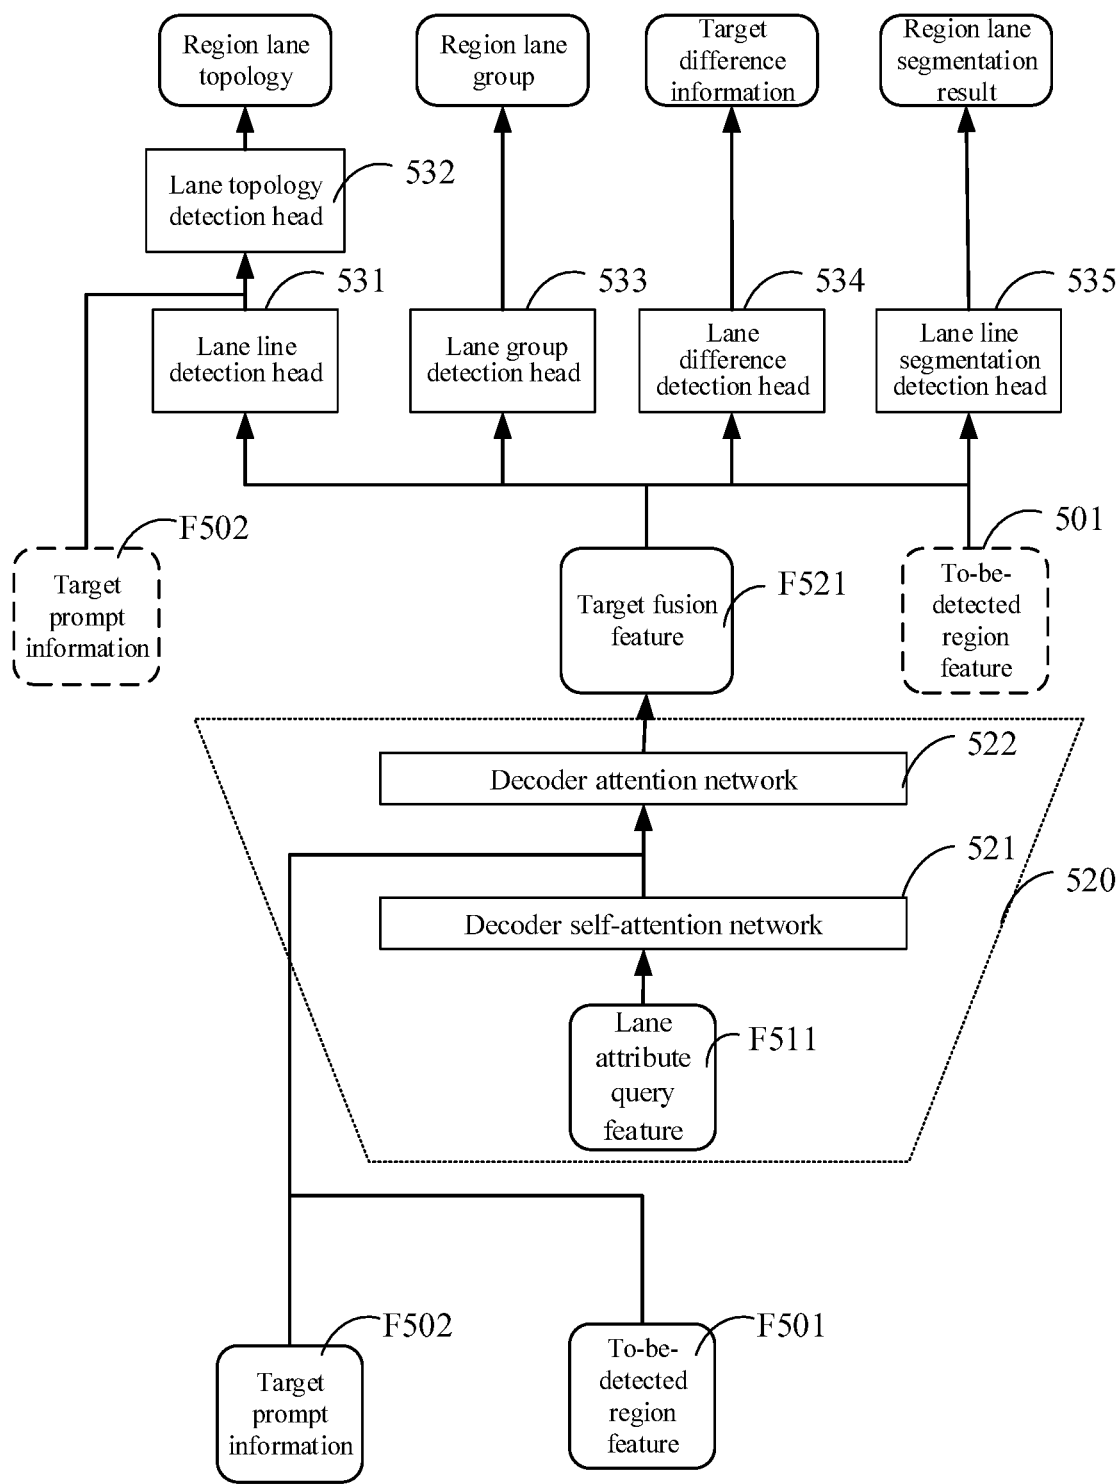 Region lane
topology
Region lane
group
Target
difference
information
Region lane
segmentation
result
Lane topology
detection head
532
531
533
534
535
Lane line
detection head
Lane group
detection head
Lane
difference
detection head
Lane line
segmentation
detection head
F502
501
Target
prompt
information
Target fusion
feature
F521
To-be-
detected
region
feature
522
Decoder attention network
521
520
Decoder self-attention network
Lane
attribute
query
feature
F511
F502
F501
Target
prompt
information
To-be-
detected
region
feature